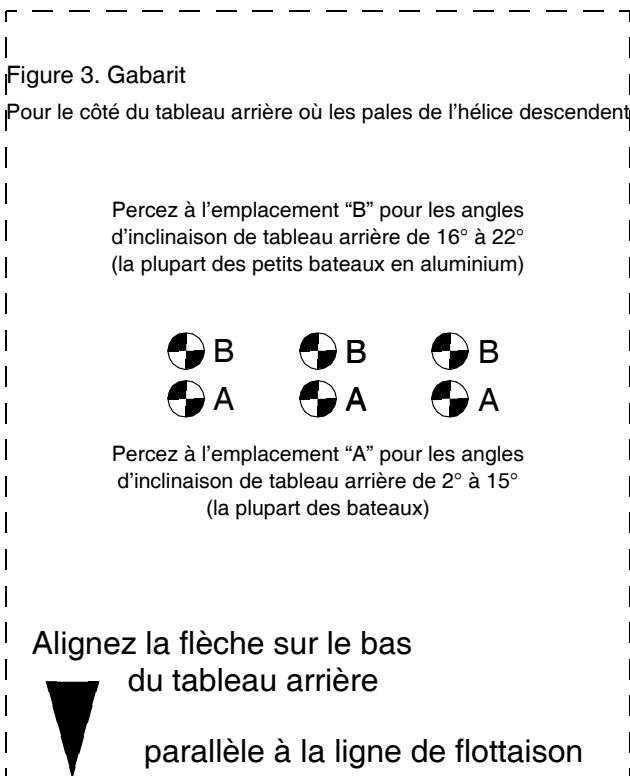 Figure 3. Gabarit
Pour le côté du tableau arrière où les pales de l’hélice descendent
Percez à l’emplacement “B” pour les angles
d’inclinaison de tableau arrière de 16° à 22°
(la plupart des petits bateaux en aluminium)
B B B
A A A
Percez à l’emplacement “A” pour les angles
d’inclinaison de tableau arrière de 2° à 15°
(la plupart des bateaux)
Alignez la flèche sur le bas
du tableau arrière
parallèle à la ligne de flottaison